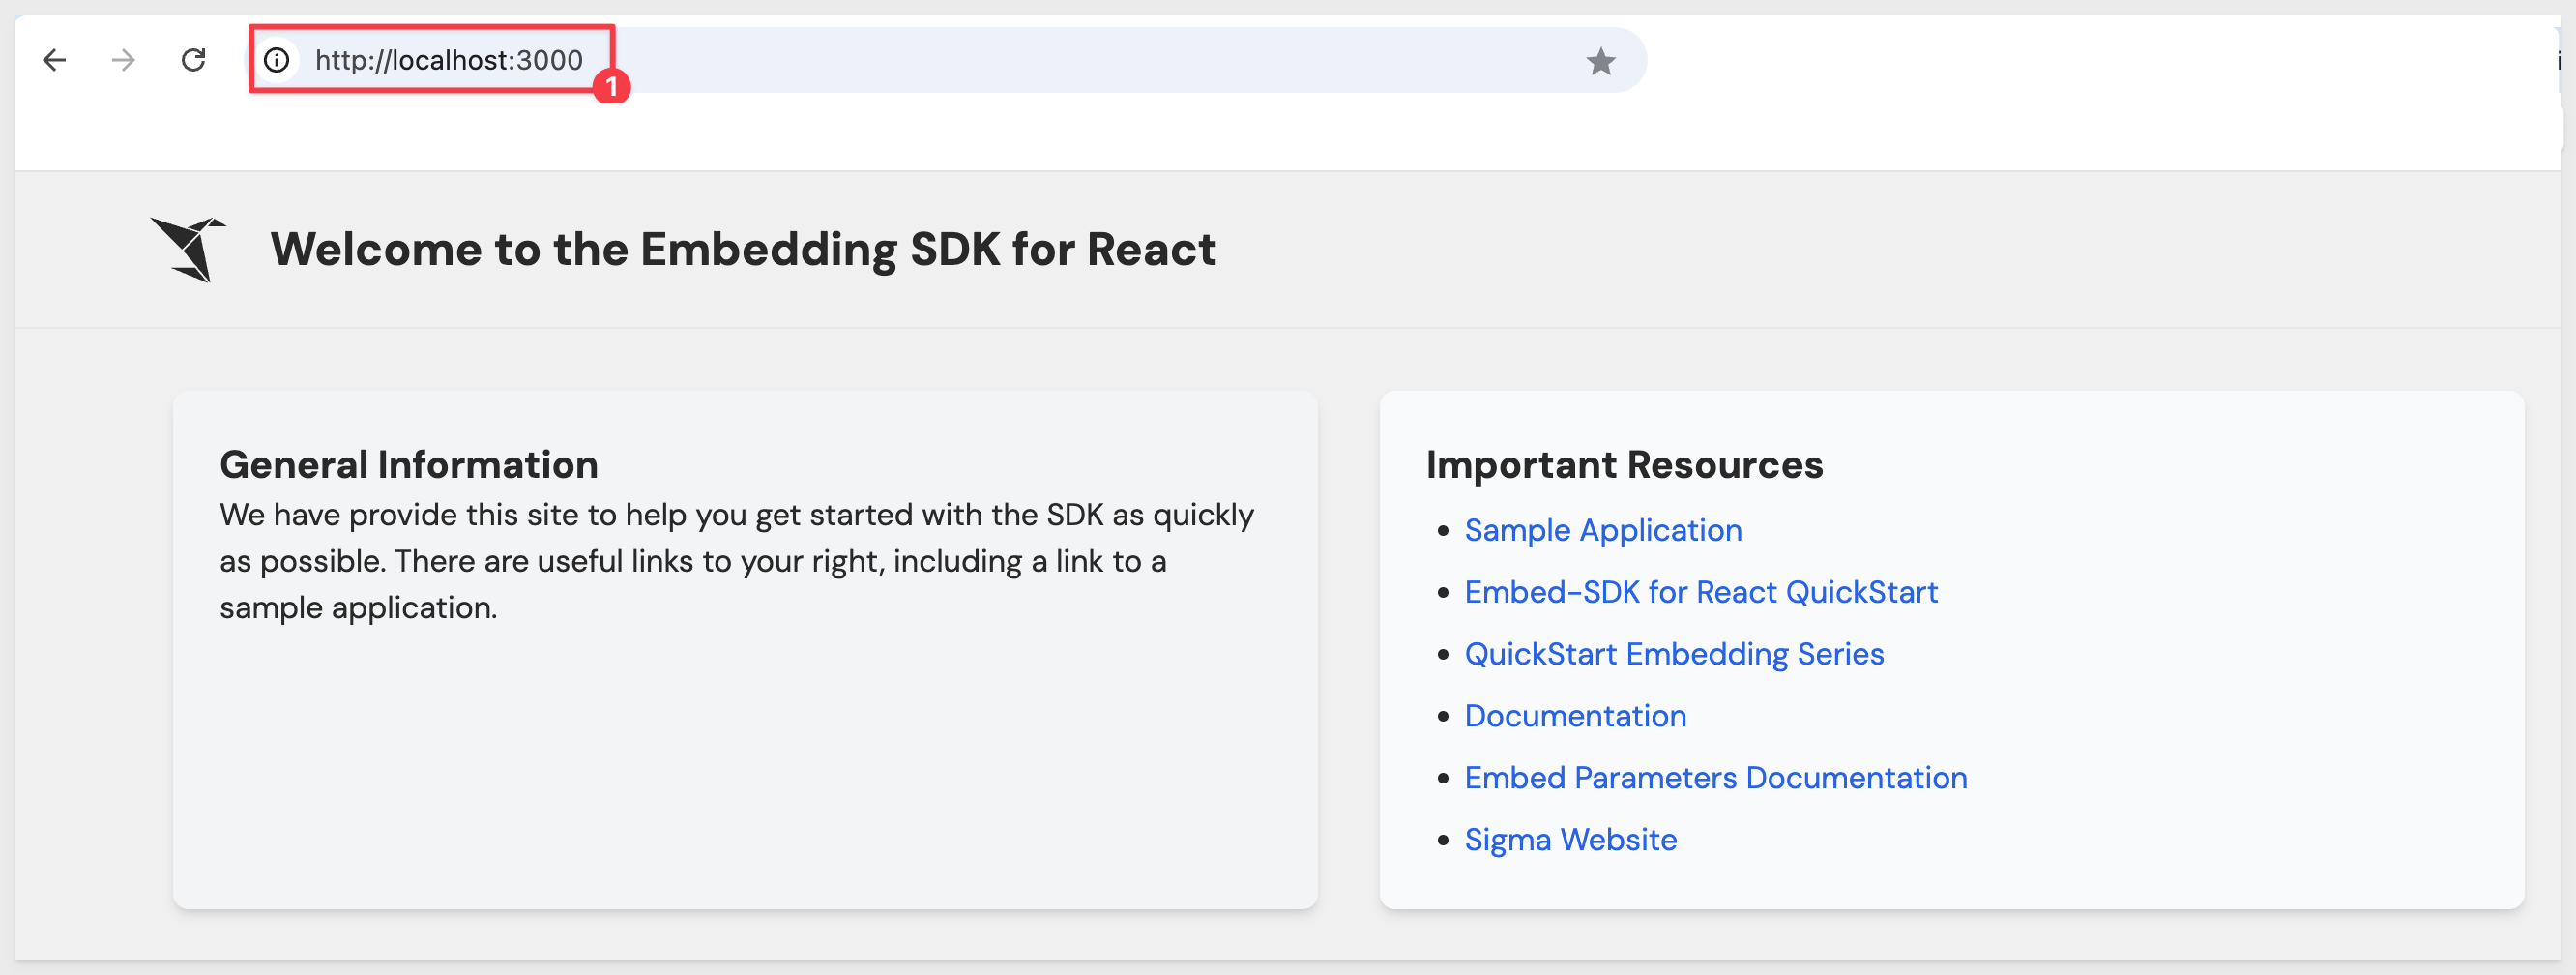 http://localhost:3000
1
Welcome to the Embedding SDK for React
General Information
We have provide this site to help you get started with the SDK as quickly
as possible. There are useful links to your right, including a link to a
sample application.
Important Resources
Sample Application
Embed-SDK for React QuickStart
QuickStart Embedding Series
Documentation
Embed Parameters Documentation
Sigma Website